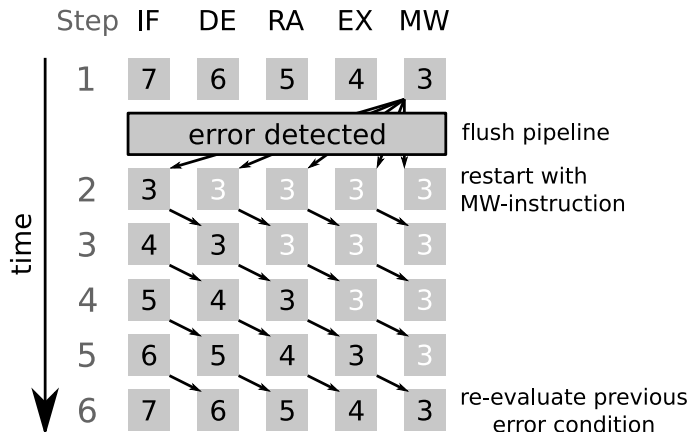 Step IF DE RA EX MW
1 7 6 5 4 3
error detected flush pipeline
2 3 3 3 3 3 restart with
MW-instruction
3 4 3 3 3 3
4 5 4 3 3 3
5 6 5 4 3 3
6 7 6 5 4 3 re-evaluate previous
error condition
time